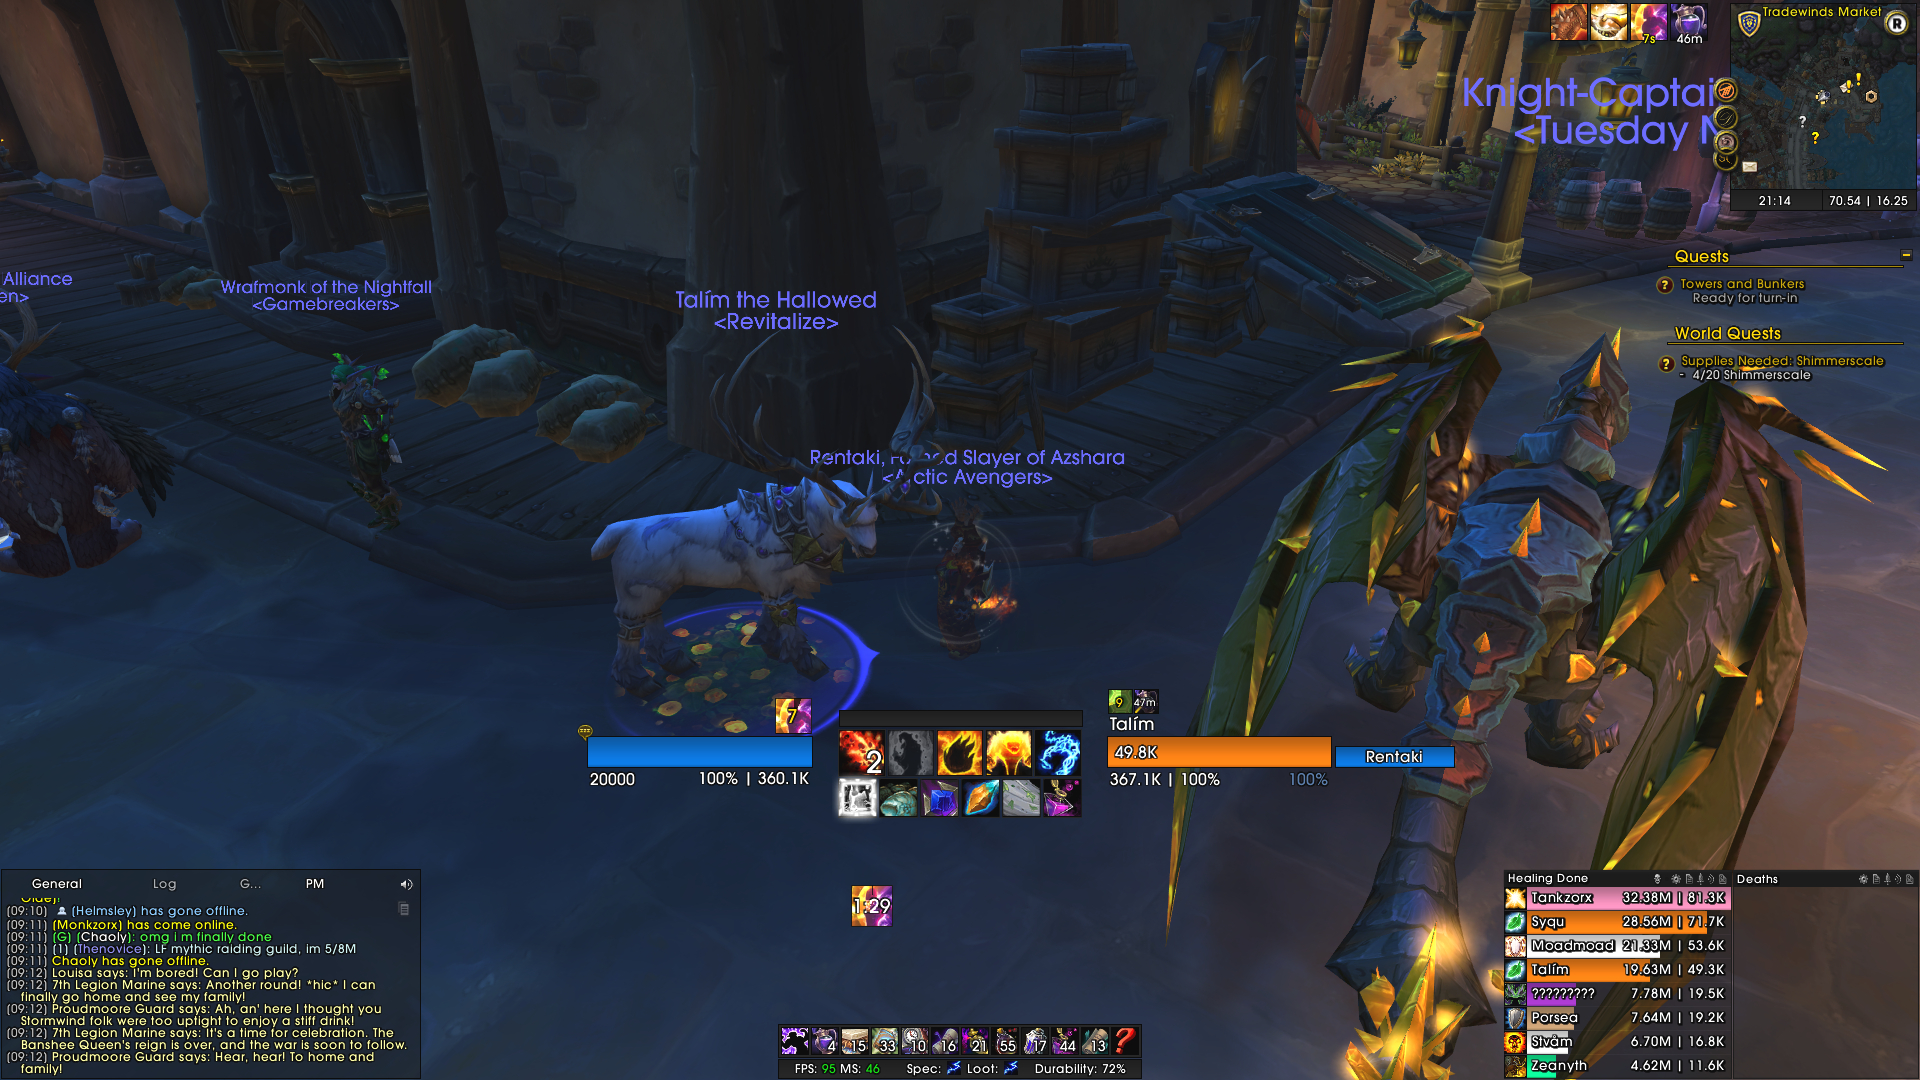 Tradewinds Market
R
7s
46m
Knight-Captai
<Tuesday N
21:14
70.54 | 16.25
Quests
Towers and Bunkers
Ready for turn-in
World Quests
Supplies Needed: Shimmerscale
- 4/20 Shimmerscale
Alliance
en>
Wrafmonk of the Nightfall
<Gamebreakers>
Talím the Hallowed
<Revitalize>
Rentaki, Slayer of Azshara
Avengers>
7
20000
100% | 360.1K
2
9
47m
Talím
49.8K
367.1K | 100%
100%
Rentaki
1:29
General
Log
G...
PM
(09:10) (Helmsley) has gone offline.
(09:11) (Monkzorx) has come online.
(09:11) (G) (Chaoly): omg i m finally done
(09:11) (1) (Thenovice): LF mythic raiding guild, im 5/8M
(09:11) Chaoly has gone offline.
(09:12) Louisa says: I'm bored! Can I go play?
(09:12) 7th Legion Marine says: Another round! *hic* I can
finally go home and see my family!
(09:12) Proudmoore Guard says: Ah, an' here I thought you
Stormwind folk were too uptight to enjoy a stiff drink!
(09:12) 7th Legion Marine says: It's a time for celebration. The
Banshee Queen's reign is over, and the war is soon to follow.
(09:12) Proudmoore Guard says: Hear, hear! To home and
family!
4
15
33
10
16
21
55
17
44
13
FPS: 95 MS: 46
Spec:
Loot:
Durability: 72%
Healing Done
Deaths
Tankzorx 32.38M | 81.3K
Syqu 28.56M | 71.7K
Moadmoad 21.33M | 53.6K
Talím 19.63M | 49.3K
????????? 7.78M | 19.5K
Porsea 7.64M | 19.2K
Stvâm 6.70M | 16.8K
Zeanyth 4.62M | 11.6K